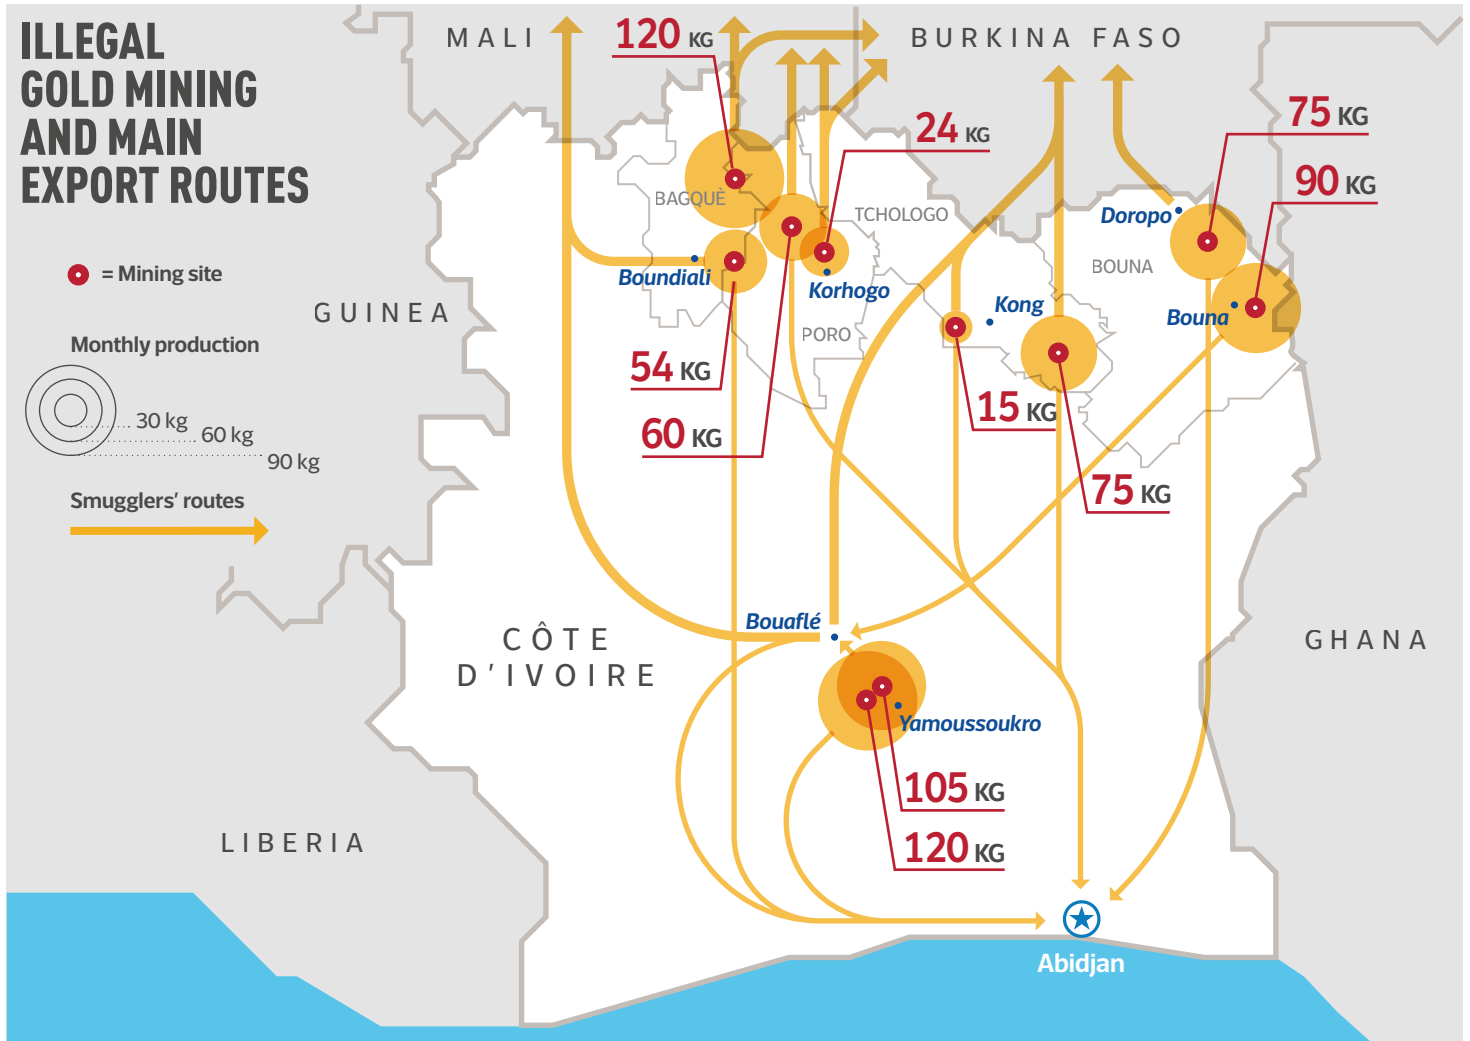 ILLEGAL
GOLD MINING
AND MAIN
EXPORT ROUTES
= Mining site
Monthly production
30 kg
60 kg
90 kg
Smugglers' routes
MALI
BURKINA FASO
GUINEA
LIBERIA
GHANA
CÔTE
D'IVOIRE
120 KG
24 KG
75 KG
90 KG
BAGQUÈ
TCHOLOGO
Doropo
BOUNA
Boundiali
Korhogo
Kong
Bouna
PORO
54 KG
60 KG
15 KG
75 KG
Bouaflé
Yamoussoukro
105 KG
120 KG
Abidjan